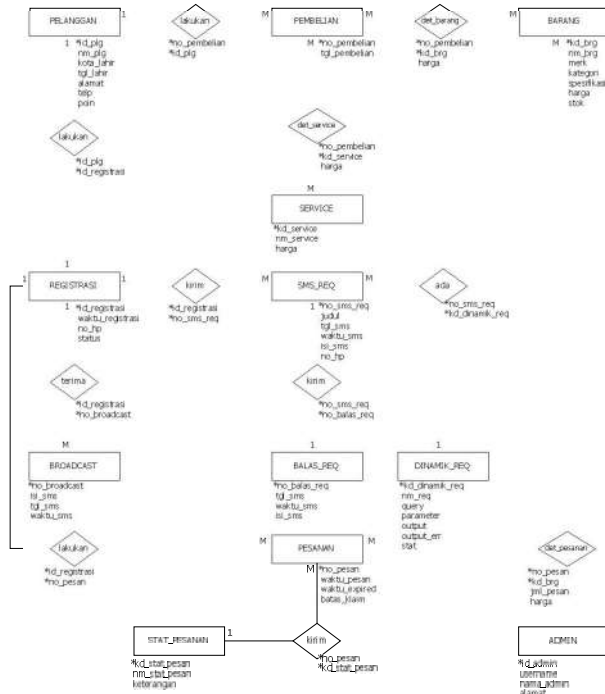 PELANGGAN 1 lakukan M PEMBELIAN M det_barang M BARANG
1 *id_plg
nm_plg
kota_lahir
tgl_lahir
alamat
telp
poin
*no_pembelian
*id_plg
M *no_pembelian
tgl_pembelian
*no_pembelian
*kd_brg
harga
M *kd_brg
nm_brg
merk
kategori
spesifikasi
harga
stok
lakukan
*id_plg
*id_registrasi
det_service
*no_pembelian
*kd_service
harga
M
SERVICE
*kd_service
nm_service
harga
1
1 REGISTRASI 1 kirim M SMS_REQ M ada
1 *id_registrasi
waktu_registrasi
no_hp
status
*id_registrasi
*no_sms_req
1 *no_sms_req
judul
tgl_sms
waktu_sms
isi_sms
no_hp
*no_sms_req
*kd_dinamik_req
terima
*id_registrasi
*no_broadcast
kirim
*no_sms_req
*no_balas_req
M
BROADCAST
*no_broadcast
isi_sms
tgl_sms
waktu_sms
1
BALAS_REQ
*no_balas_req
tgl_sms
waktu_sms
isi_sms
1
DINAMIK_REQ
*kd_dinamik_req
nm_req
query
parameter
output
output_err
stat
lakukan M PESANAN M det_pesanan
*id_registrasi
*no_pesan
M *no_pesan
waktu_pesan
waktu_expired
batas_klaim
*no_pesan
*kd_brg
jml_pesan
harga
STAT_PESANAN 1 kirim ADMIN
*kd_stat_pesan
nm_stat_pesan
keterangan
*no_pesan
*kd_stat_pesan
*id_admin
username
nama_admin
alamat